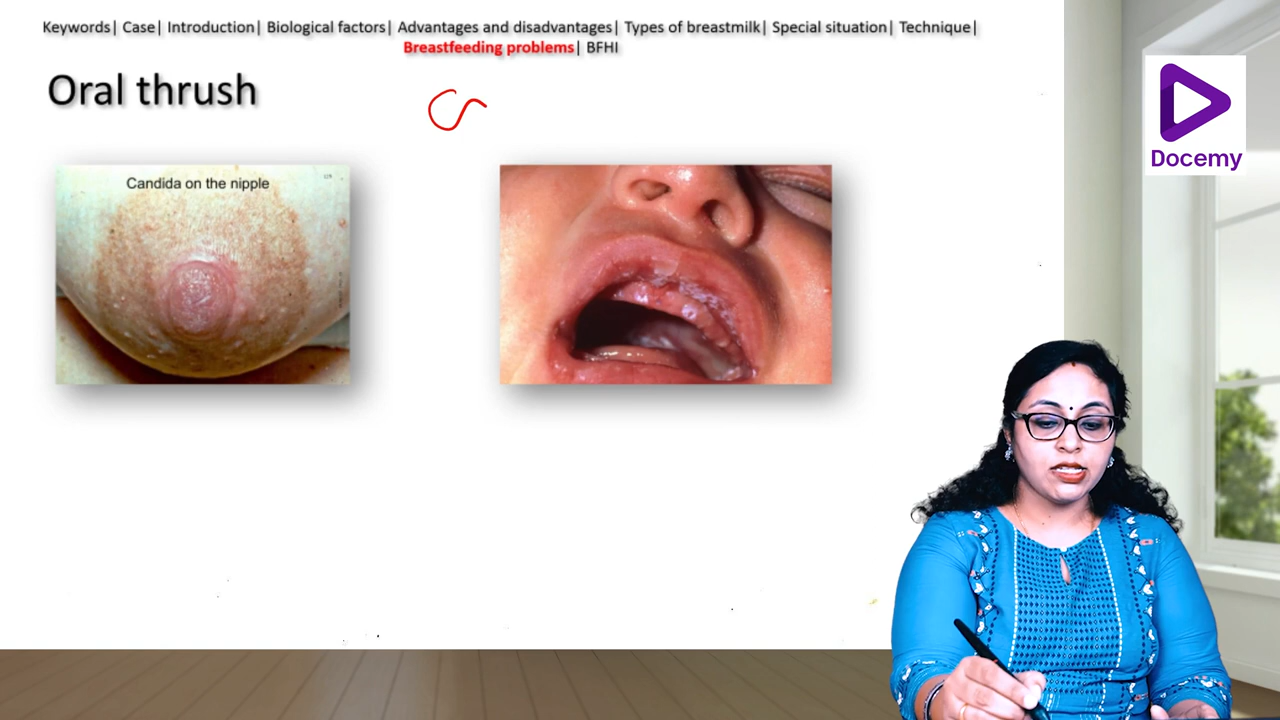 Keywords| Case| Introduction| Biological factors| Advantages and disadvantages| Types of breastmilk| Special situation| Technique|
Breastfeeding problems| BFHI
Oral thrush
Candida on the nipple
Docemy